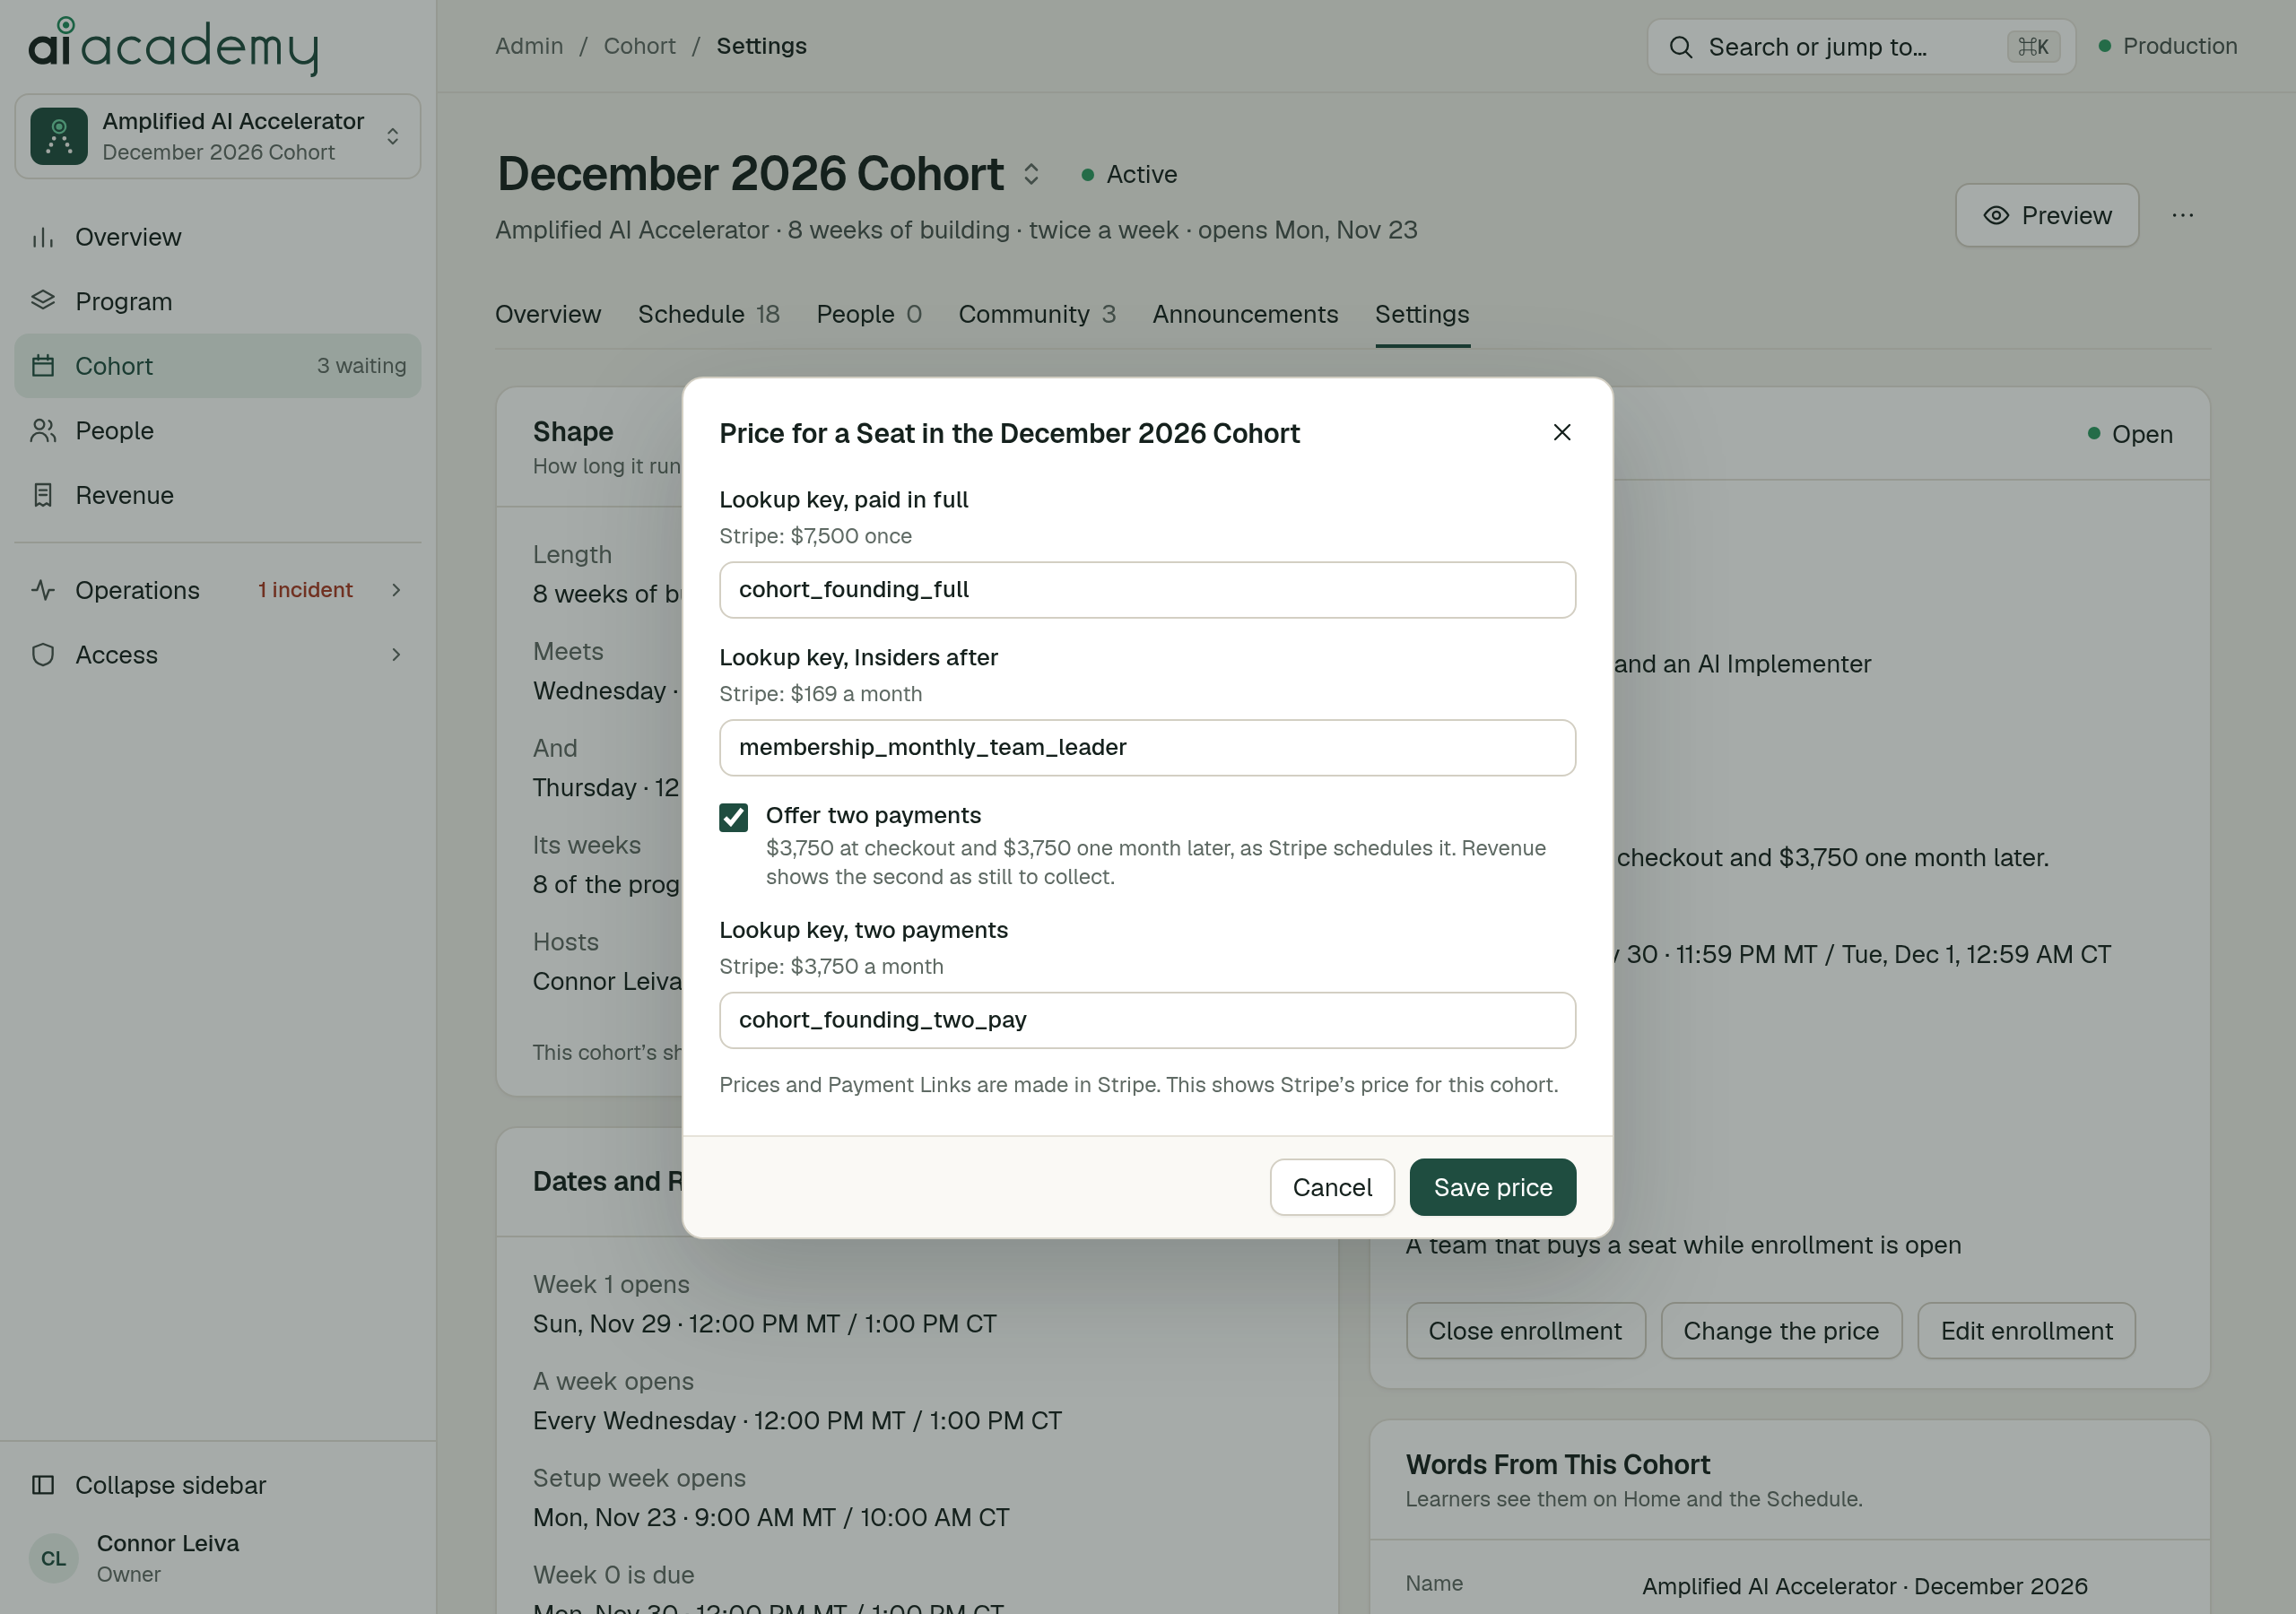 ai academy
Amplified AI Accelerator
December 2026 Cohort
Overview
Program
Cohort
3 waiting
People
Revenue
Operations
1 incident
Access
Collapse sidebar
CL
Connor Leiva
Owner
Admin / Cohort / Settings
Search or jump to...
⌘K
Production
December 2026 Cohort
Active
Amplified AI Accelerator · 8 weeks of building · twice a week · opens Mon, Nov 23
Preview
Overview
Schedule 18
People 0
Community 3
Announcements
Settings
Shape
How long it run
Length
8 weeks of b
Meets
Wednesday ·
And
Thursday · 12
Its weeks
8 of the prog
Hosts
Connor Leiva
This cohort's sh
Dates and R
Week 1 opens
Sun, Nov 29 · 12:00 PM MT / 1:00 PM CT
A week opens
Every Wednesday · 12:00 PM MT / 1:00 PM CT
Setup week opens
Mon, Nov 23 · 9:00 AM MT / 10:00 AM CT
Week 0 is due
Mon, Nov 30 · 12:00 PM MT / 1:00 PM CT
Price for a Seat in the December 2026 Cohort
Lookup key, paid in full
Stripe: $7,500 once
cohort_founding_full
Lookup key, Insiders after
Stripe: $169 a month
membership_monthly_team_leader
Offer two payments
$3,750 at checkout and $3,750 one month later, as Stripe schedules it. Revenue
shows the second as still to collect.
Lookup key, two payments
Stripe: $3,750 a month
cohort_founding_two_pay
Prices and Payment Links are made in Stripe. This shows Stripe's price for this cohort.
Cancel
Save price
Open
and an AI Implementer
checkout and $3,750 one month later.
30 · 11:59 PM MT / Tue, Dec 1, 12:59 AM CT
A team that buys a seat while enrollment is open
Close enrollment
Change the price
Edit enrollment
Words From This Cohort
Learners see them on Home and the Schedule.
Name
Amplified AI Accelerator · December 2026